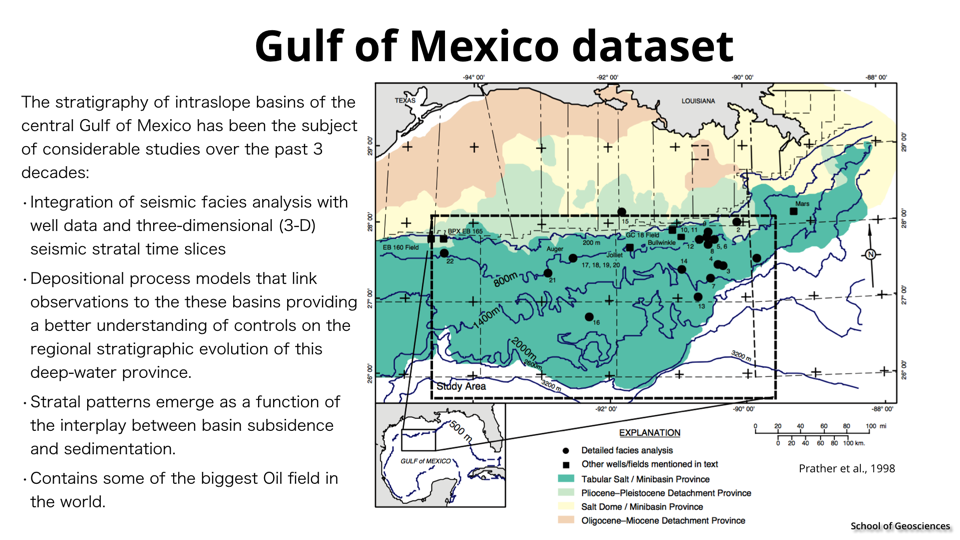 Gulf of Mexico dataset
The stratigraphy of intraslope basins of the
central Gulf of Mexico has been the subject
of considerable studies over the past 3
decades:
· Integration of seismic facies analysis with
well data and three-dimensional (3-D)
seismic stratal time slices
· Depositional process models that link
observations to the these basins providing
a better understanding of controls on the
regional stratigraphic evolution of this
deep-water province.
· Stratal patterns emerge as a function of
the interplay between basin subsidence
and sedimentation.
· Contains some of the biggest Oil field in
the world.
-94° 00' -92° 00' -90° 00' -88° 00'
TEXAS
LOUISIANA
29° 00' 29° 00'
Mars
28° 00' 28° 00'
15
2
BPX EB 165
GC 18 Field
10, 11
EB 160 Field
200 m
Bullwinkle
12
5, 6
Auger
Jolliet
22
17, 18, 19, 20
14
4
3
N
800m
21
7
27° 00' 27° 00'
13
1400m
16
2000m
3200 m
26° 00' 26° 00'
3200 m
Study Area
-92° 00' -90° 00' -88° 00'
500 m
GULF of MEXICO
0 20 40 60 80 100 mi
0 20 40 60 80 100 km.
EXPLANATION
Detailed facies analysis
Other wells/fields mentioned in text
Tabular Salt / Minibasin Province
Pliocene–Pleistocene Detachment Province
Salt Dome / Minibasin Province
Oligocene–Miocene Detachment Province
Prather et al., 1998
School of Geosciences